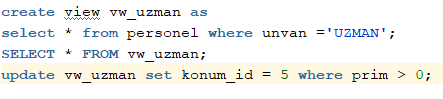 create view vw_uzman as
select * from personel where unvan ='UZMAN';
SELECT * FROM vw_uzman;
update vw_uzman set konum_id = 5 where prim > 0;